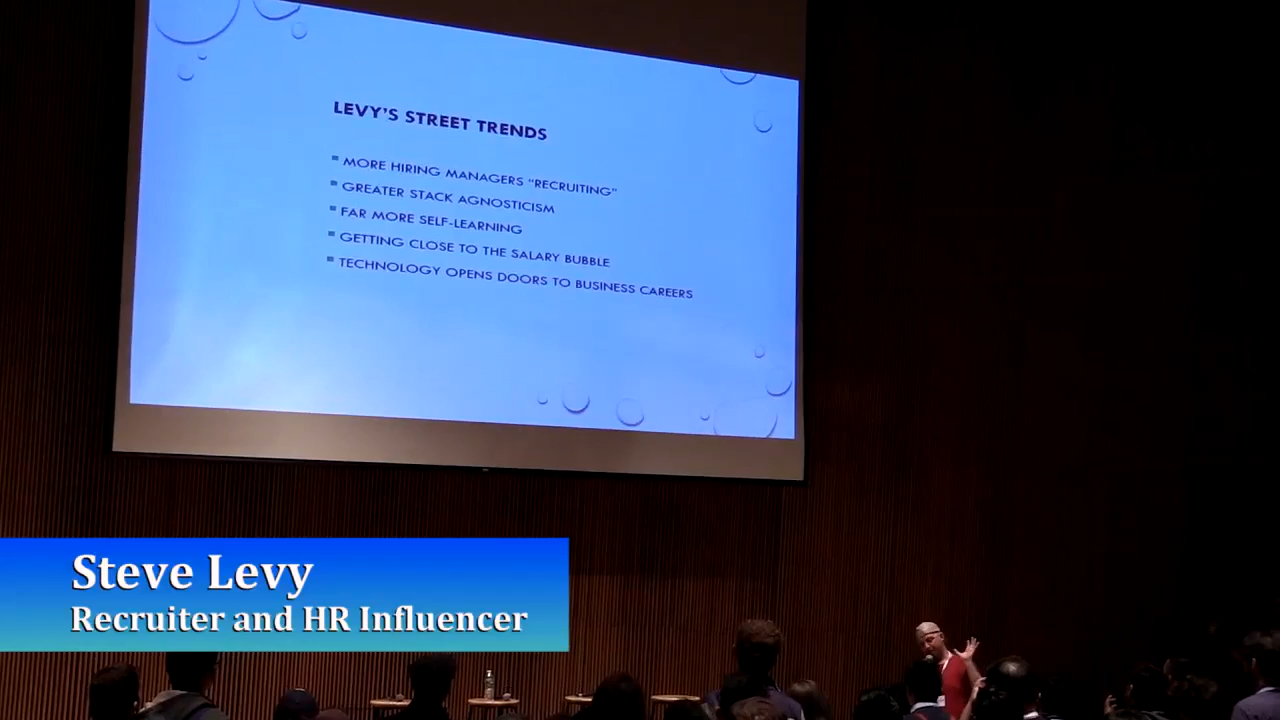 LEVY'S STREET TRENDS
MORE HIRING MANAGERS "RECRUITING"
GREATER STACK AGNOSTICISM
FAR MORE SELF-LEARNING
GETTING CLOSE TO THE SALARY BUBBLE
TECHNOLOGY OPENS DOORS TO BUSINESS CAREERS
Steve Levy
Recruiter and HR Influencer